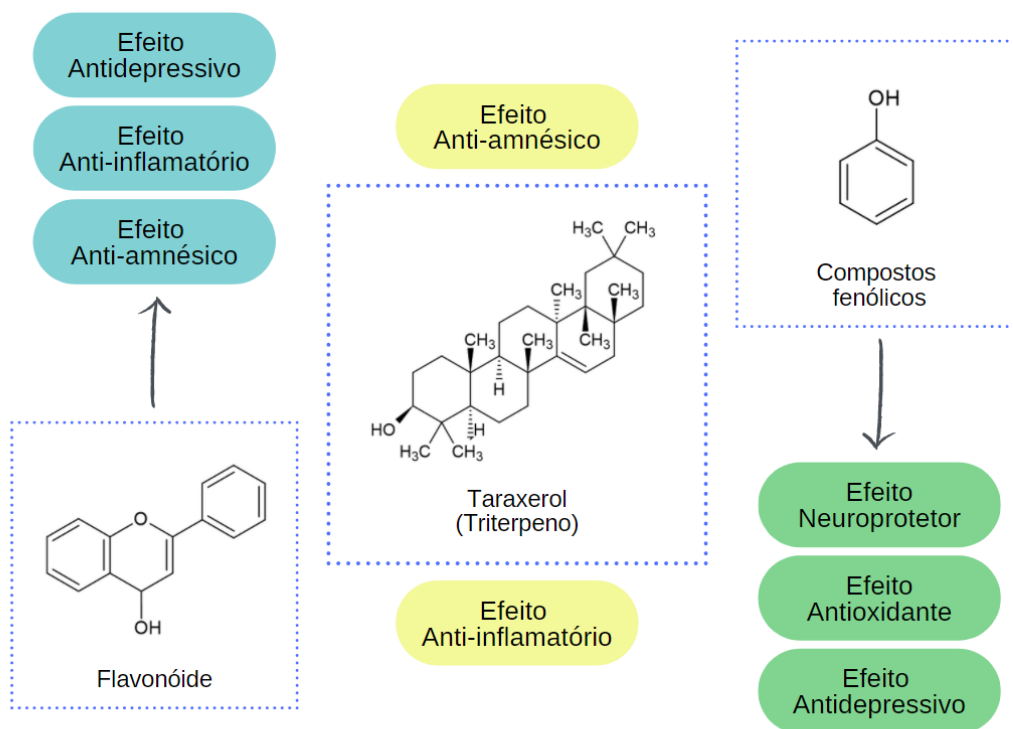 Efeito
Antidepressivo
Efeito
Anti-inflamatório
Efeito
Anti-amnésico
O
OH
Flavonóide
Efeito
Anti-amnésico
H₃C
CH₃
CH₃
CH₃
CH₃
CH₃
CH₃
H
HO
H
H₃C
CH₃
Taraxerol
(Triterpeno)
Efeito
Anti-inflamatório
OH
Compostos
fenólicos
Efeito
Neuroprotetor
Efeito
Antioxidante
Efeito
Antidepressivo